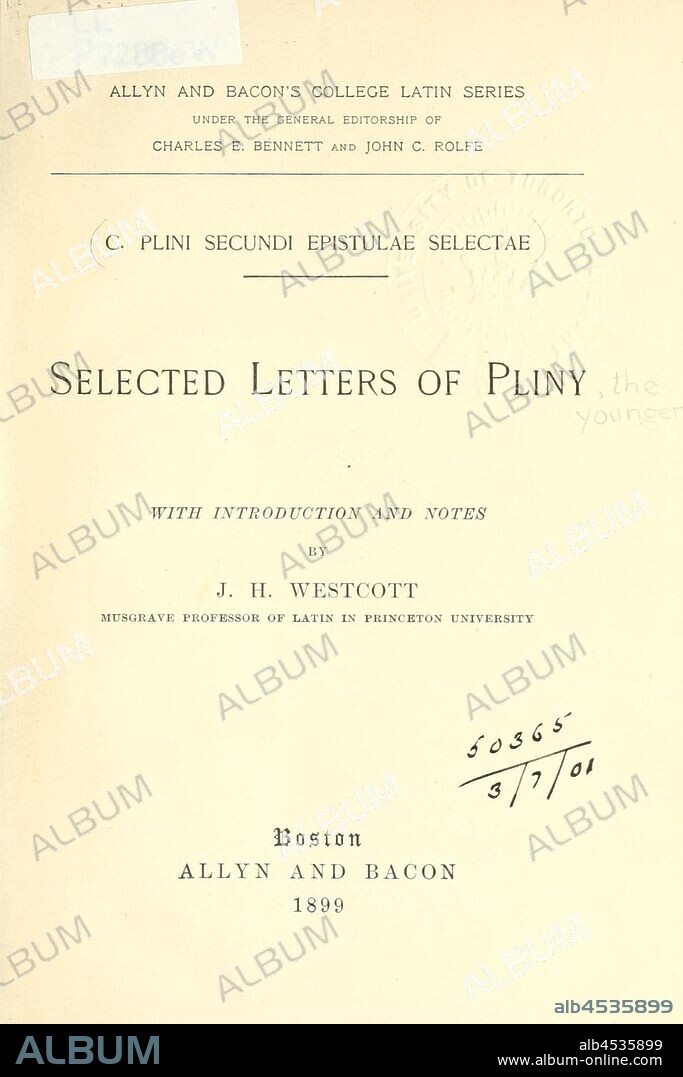 ALLYN AND BACON'S COLLEGE LATIN SERIES
UNDER THE GENERAL EDITORSHIP OF
CHARLES E. BENNETT AND JOHN C. ROLFE
(C. PLINI SECUNDI EPISTULAE SELECTAE)
SELECTED LETTERS OF PLINY, the
younger
WITH INTRODUCTION AND NOTES
BY
J. H. WESTCOTT
MUSGRAVE PROFESSOR OF LATIN IN PRINCETON UNIVERSITY
50365
3/7/01
Boston
ALLYN AND BACON
1899
alb4535899
ALBUM
alb4535899
www.album-online.com